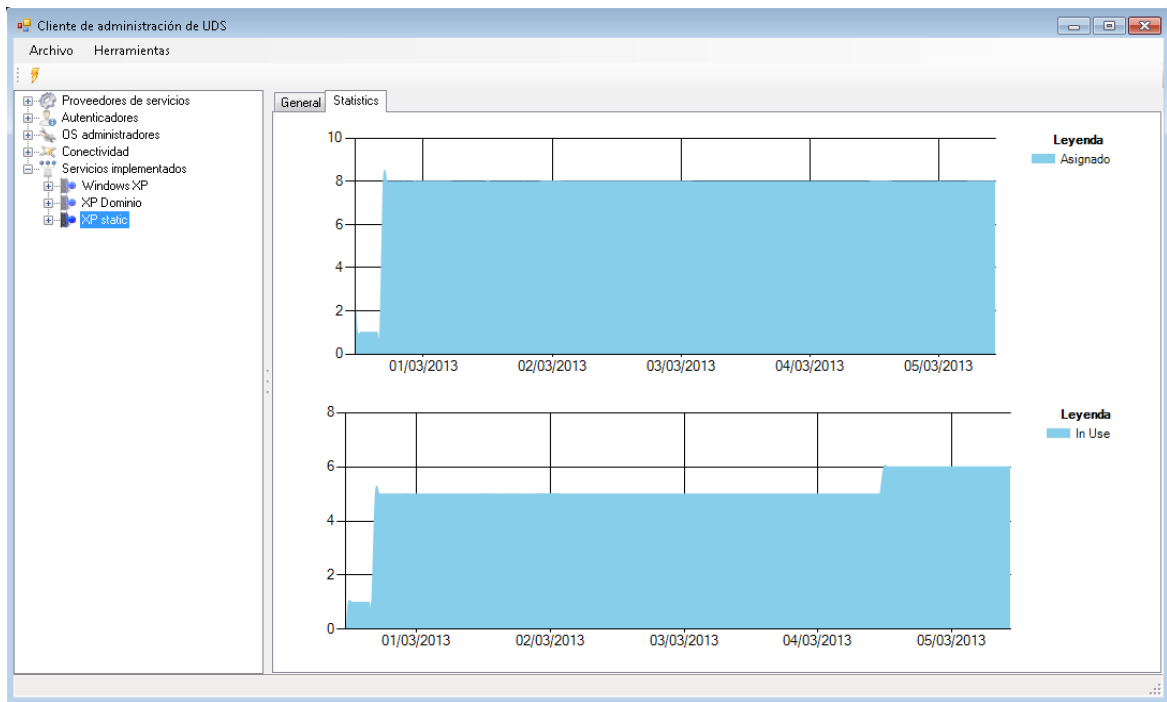 Cliente de administración de UDS
Archivo Herramientas
Proveedores de servicios
Autenticadores
OS administradores
Conectividad
Servicios implementados
Windows XP
XP Dominio
XP static
General Statistics
10
8
6
4
2
0
01/03/2013 02/03/2013 03/03/2013 04/03/2013 05/03/2013
Leyenda
Asignado
8
6
4
2
0
01/03/2013 02/03/2013 03/03/2013 04/03/2013 05/03/2013
Leyenda
In Use